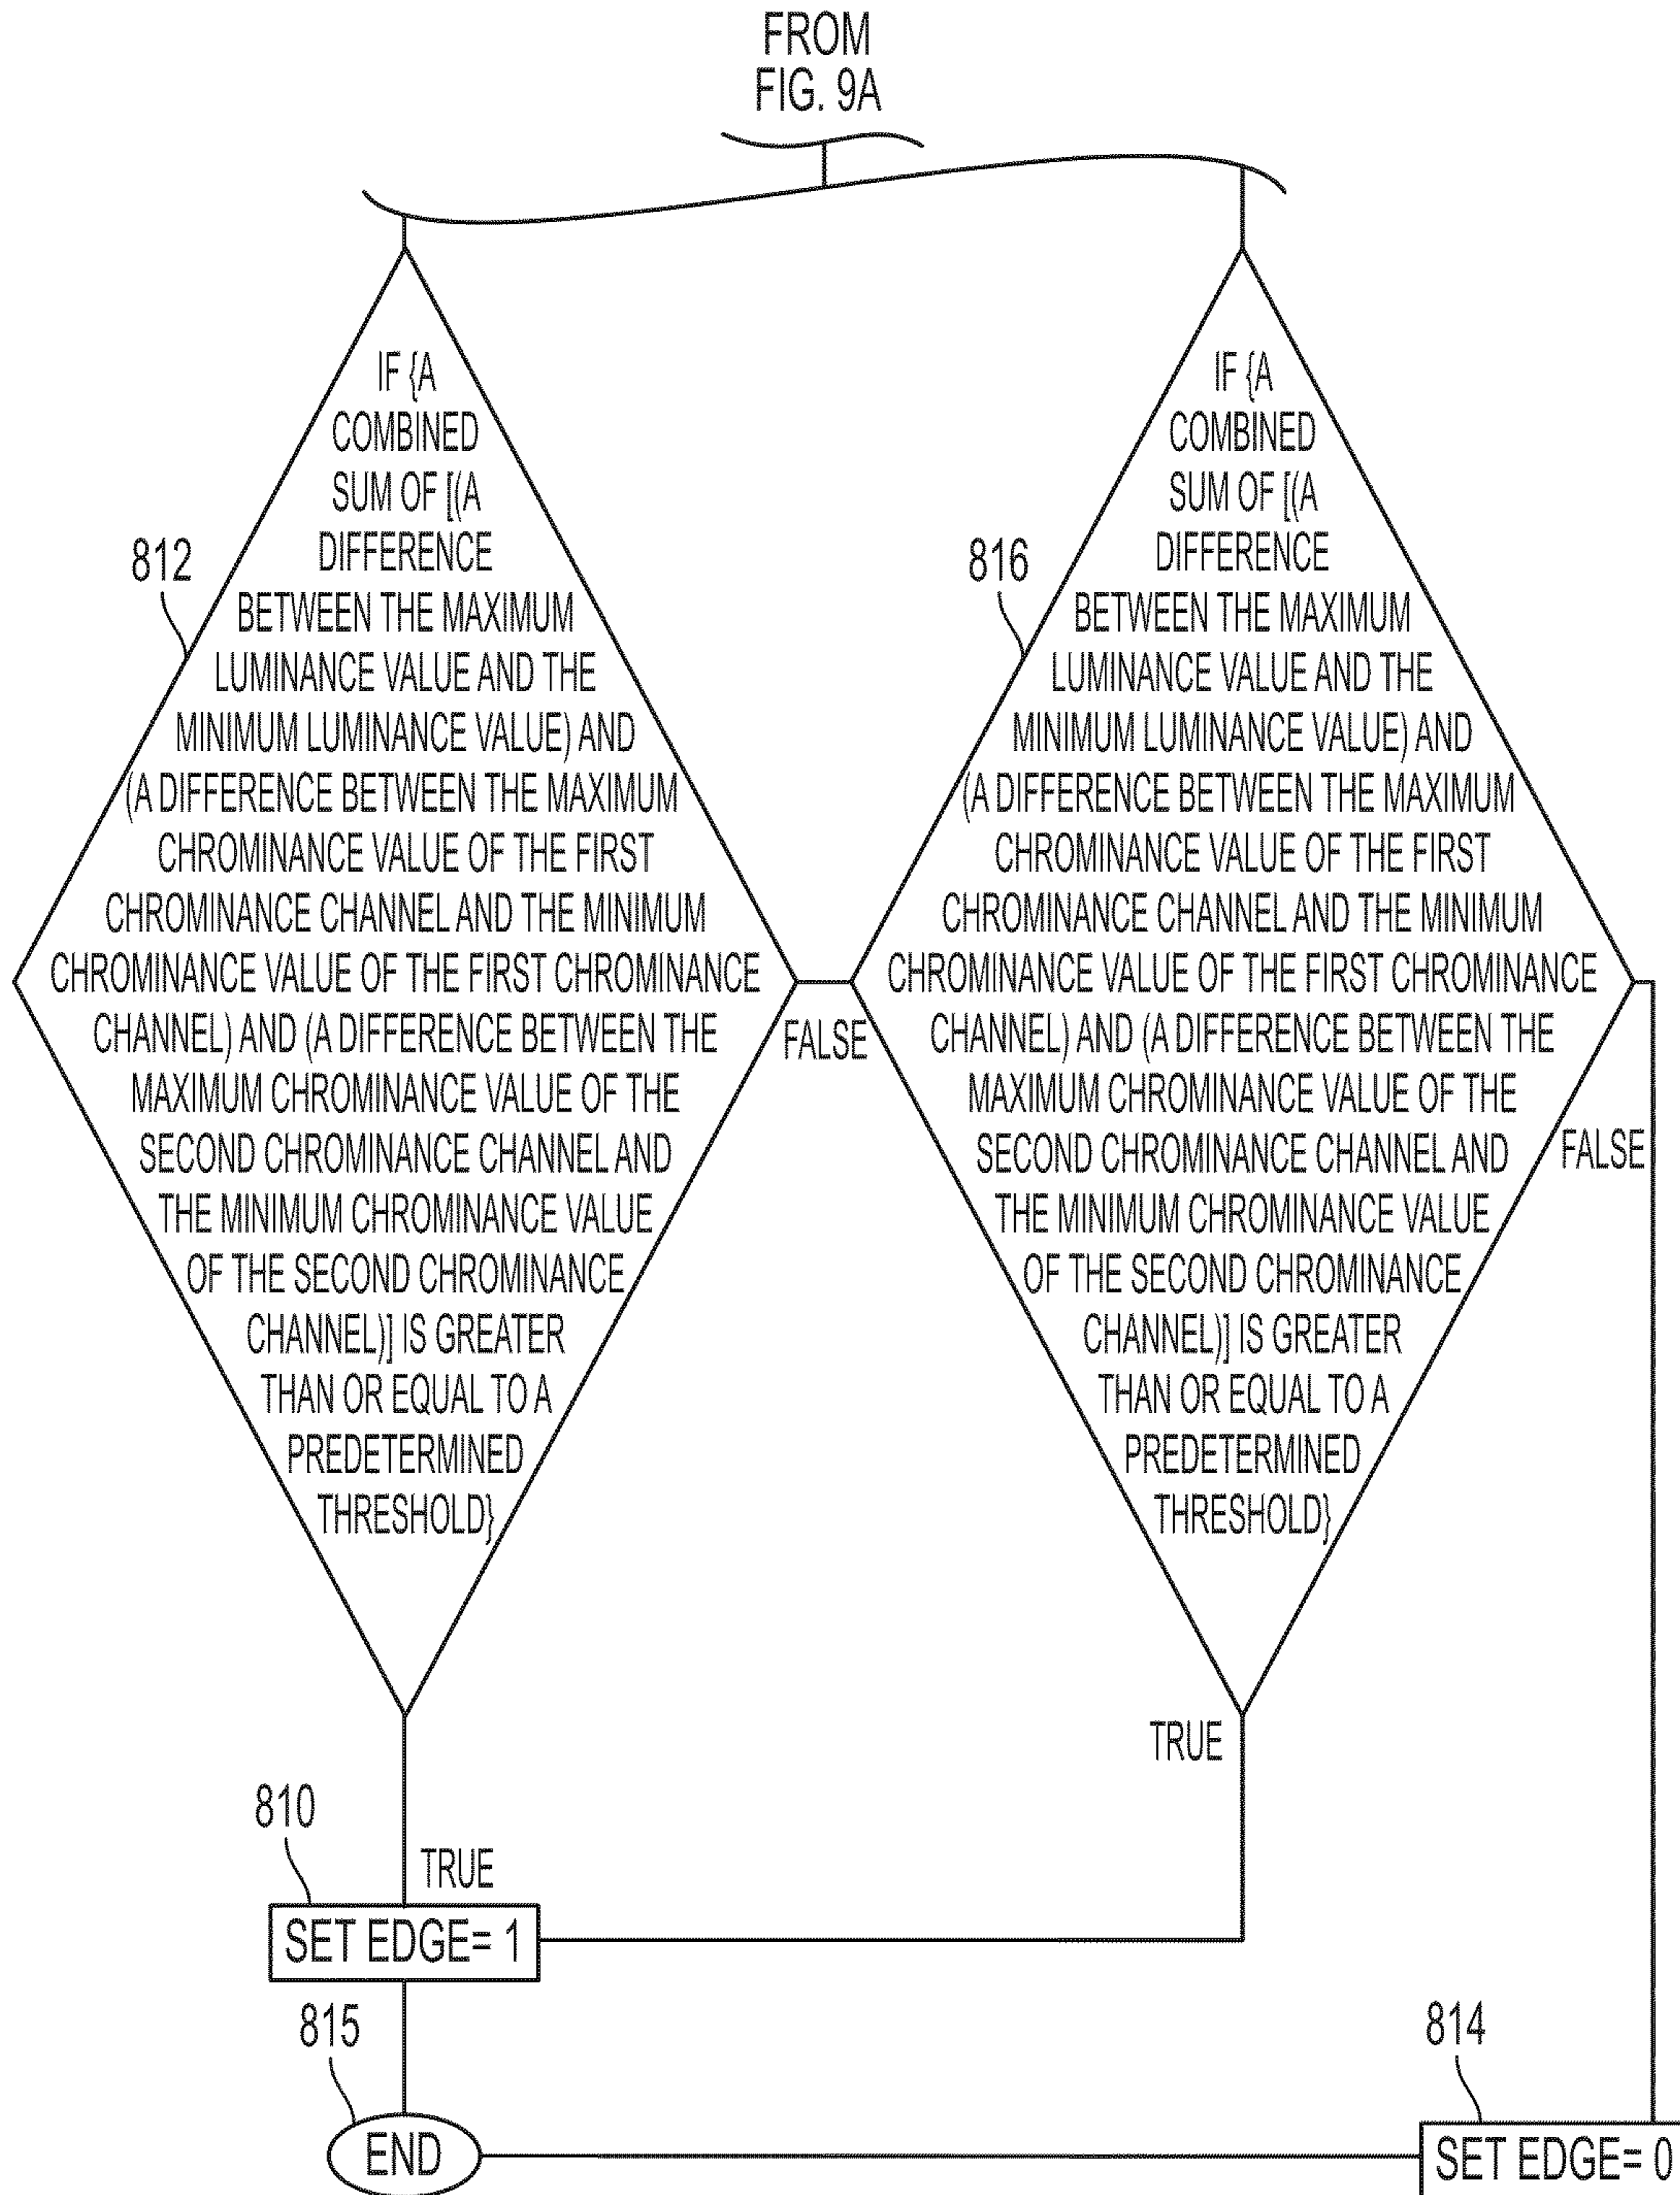 FROM
FIG. 9A
812
IF {A
COMBINED
SUM OF [(A
DIFFERENCE
BETWEEN THE MAXIMUM
LUMINANCE VALUE AND THE
MINIMUM LUMINANCE VALUE) AND
(A DIFFERENCE BETWEEN THE MAXIMUM
CHROMINANCE VALUE OF THE FIRST
CHROMINANCE CHANNEL AND THE MINIMUM
CHROMINANCE VALUE OF THE FIRST CHROMINANCE
CHANNEL) AND (A DIFFERENCE BETWEEN THE
MAXIMUM CHROMINANCE VALUE OF THE
SECOND CHROMINANCE CHANNEL AND
THE MINIMUM CHROMINANCE VALUE
OF THE SECOND CHROMINANCE
CHANNEL)] IS GREATER
THAN OR EQUAL TO A
PREDETERMINED
THRESHOLD}
FALSE
816
IF {A
COMBINED
SUM OF [(A
DIFFERENCE
BETWEEN THE MAXIMUM
LUMINANCE VALUE AND THE
MINIMUM LUMINANCE VALUE) AND
(A DIFFERENCE BETWEEN THE MAXIMUM
CHROMINANCE VALUE OF THE FIRST
CHROMINANCE CHANNEL AND THE MINIMUM
CHROMINANCE VALUE OF THE FIRST CHROMINANCE
CHANNEL) AND (A DIFFERENCE BETWEEN THE
MAXIMUM CHROMINANCE VALUE OF THE
SECOND CHROMINANCE CHANNEL AND
THE MINIMUM CHROMINANCE VALUE
OF THE SECOND CHROMINANCE
CHANNEL)] IS GREATER
THAN OR EQUAL TO A
PREDETERMINED
THRESHOLD}
FALSE
TRUE
810
TRUE
SET EDGE= 1
815
END
814
SET EDGE= 0